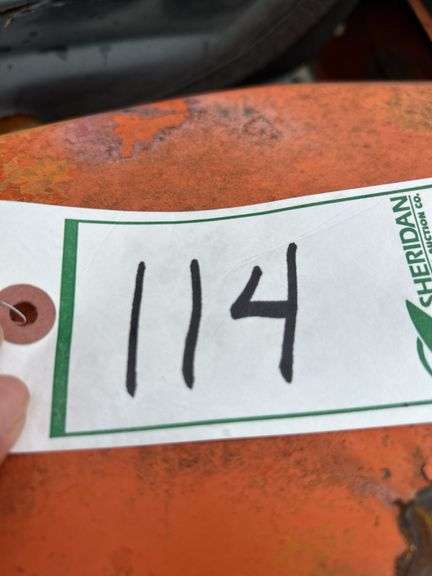 114
SHERIDAN
AUCTION CO.